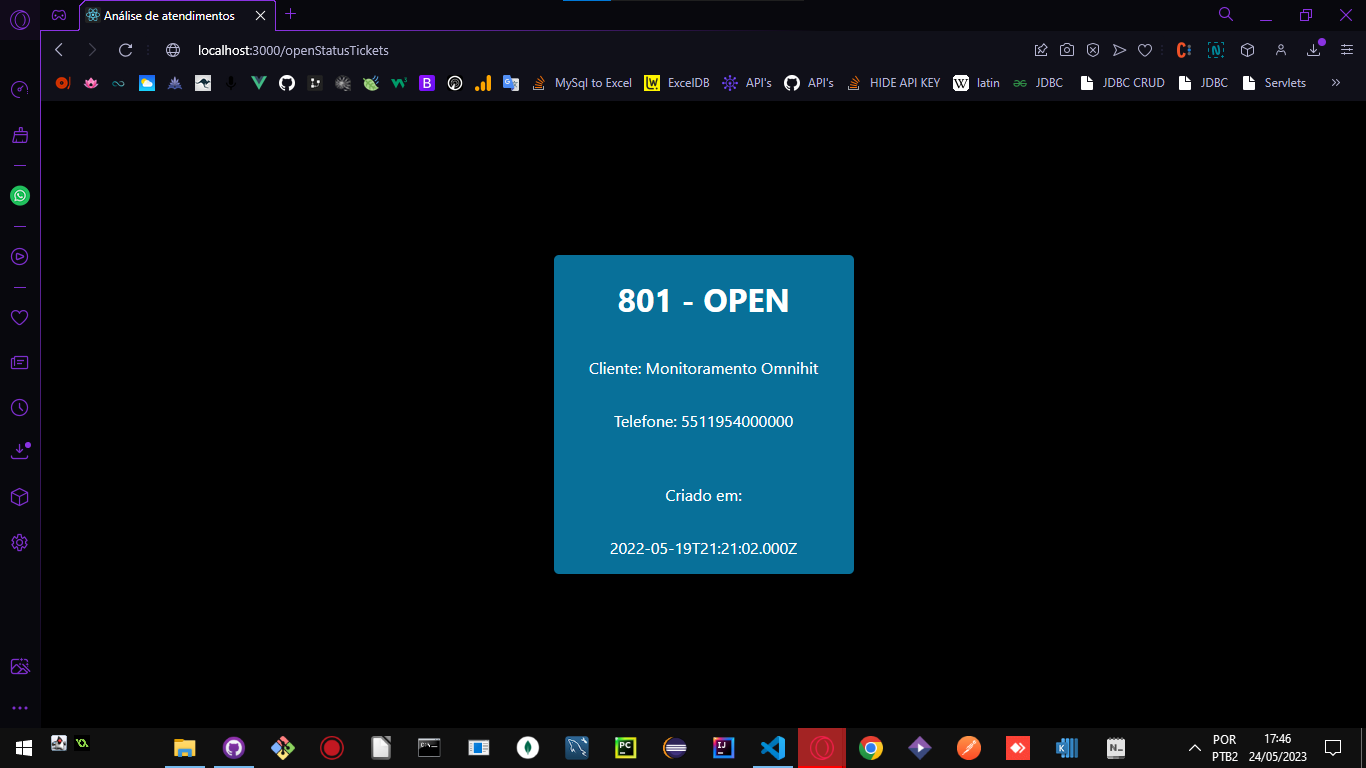 Análise de atendimentos
localhost:3000/openStatusTickets
MySql to Excel
ExcelDB
API's
API's
HIDE API KEY
latin
JDBC
JDBC CRUD
JDBC
Servlets
801 - OPEN
Cliente: Monitoramento Omnihit
Telefone: 5511954000000
Criado em:
2022-05-19T21:21:02.000Z
POR
PTB2
17:46
24/05/2023